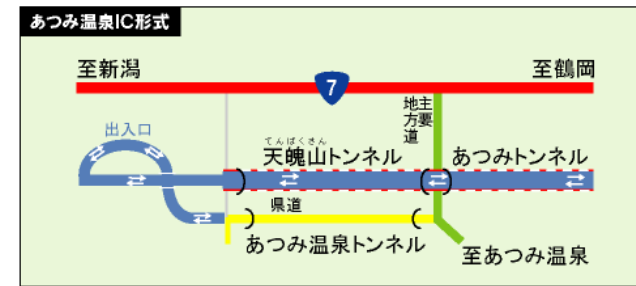 あつみ温泉IC形式
至新潟
至鶴岡
7
主要
地方道
出入口
てんばくさん
天魄山トンネル
あつみトンネル
県道
あつみ温泉トンネル
至あつみ温泉